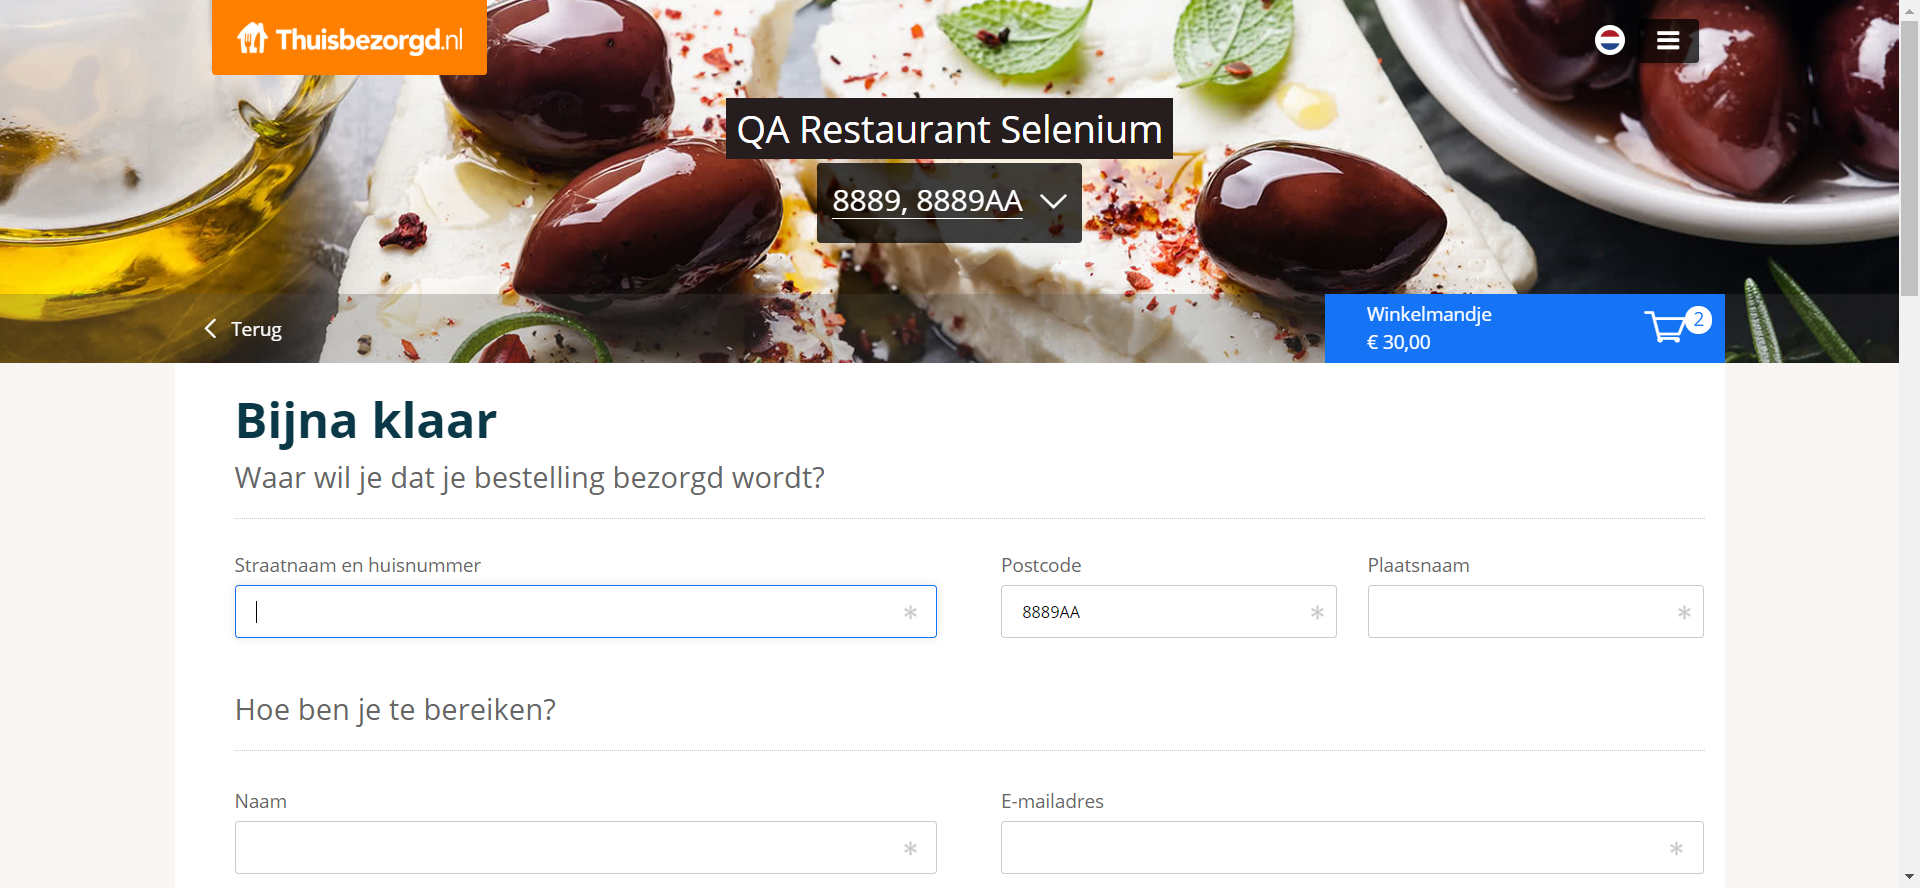 Thuisbezorgd.nl
QA Restaurant Selenium
8889, 8889AA
Terug
Winkelmandje
€ 30,00
2
Bijna klaar
Waar wil je dat je bestelling bezorgd wordt?
Straatnaam en huisnummer
Postcode
Plaatsnaam
*
8889AA
*
*
Hoe ben je te bereiken?
Naam
E-mailadres
*
*